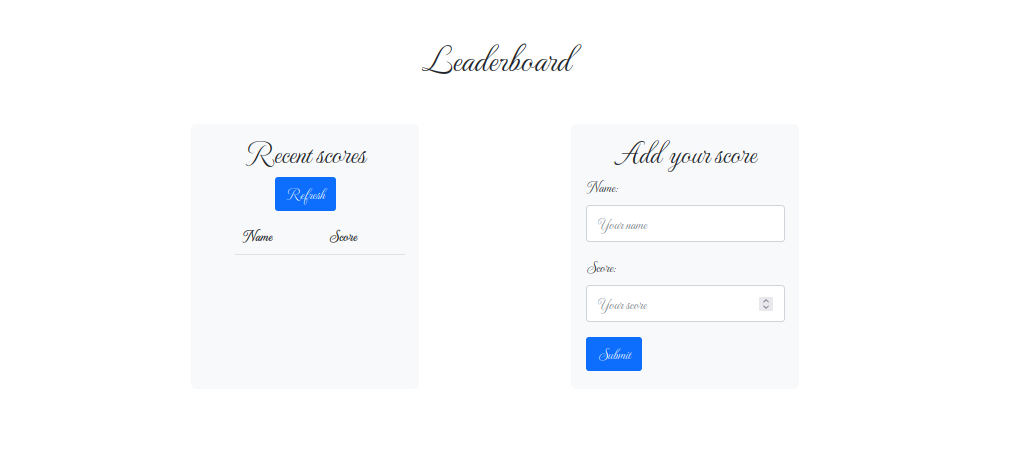 Leaderboard
Recent scores
Refresh
Name Score
Add your score
Name:
Your name
Score:
Your score
Submit